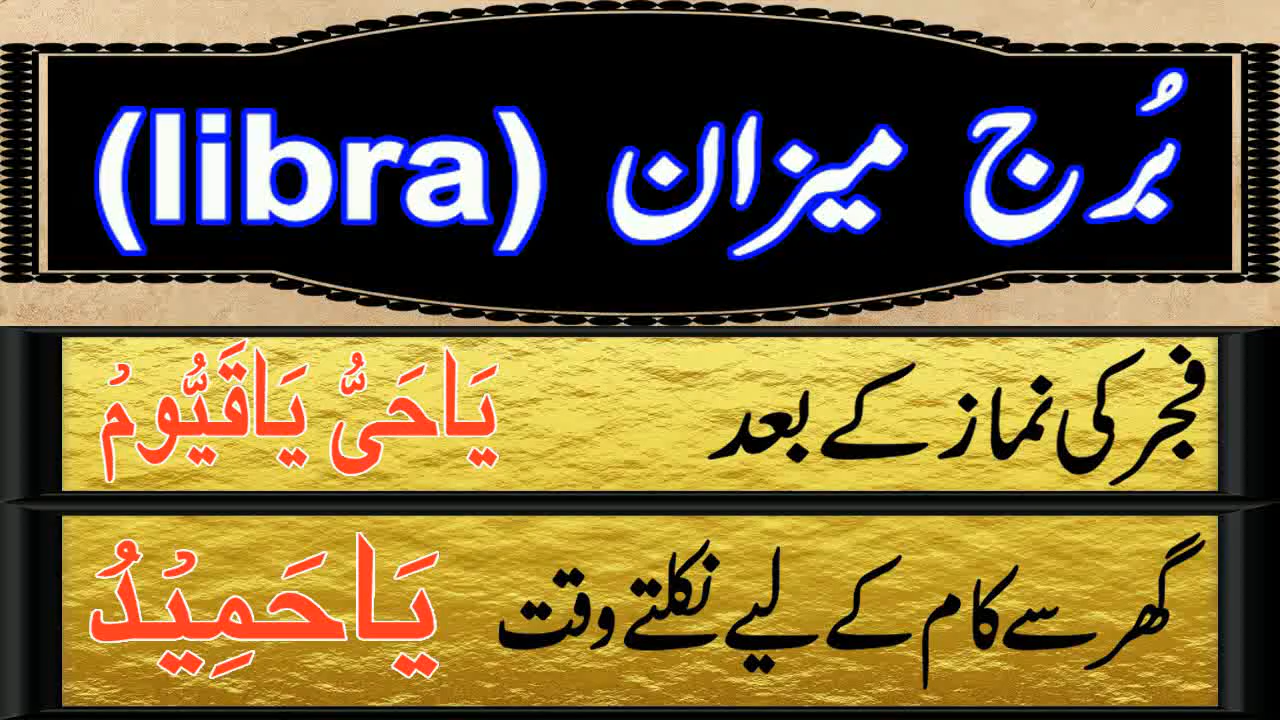 بُرج میزان (libra)
فجر کی نماز کے بعد یَاحَیُّ یَاقَیُّومُ
گھر سے کام کے لیے نکلتے وقت یَاحَمِیْدُ